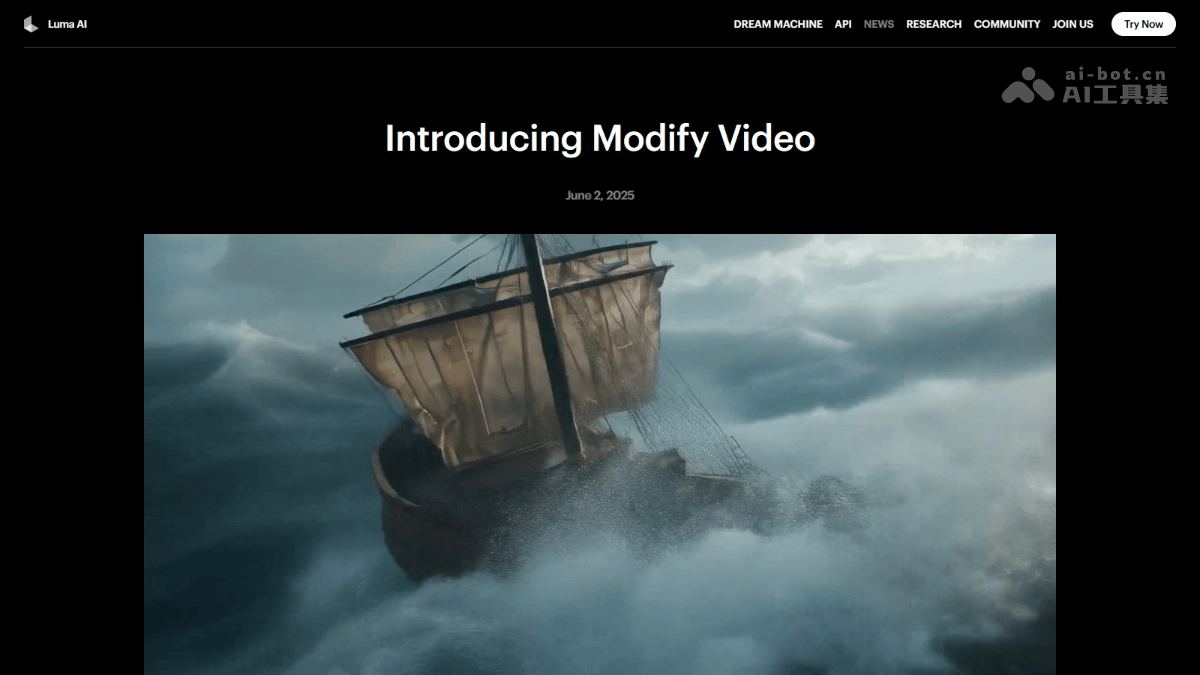 Luma AI
DREAM MACHINE API NEWS RESEARCH COMMUNITY JOIN US Try Now
ai-bot.cn
AI工具集
Introducing Modify Video
June 2, 2025